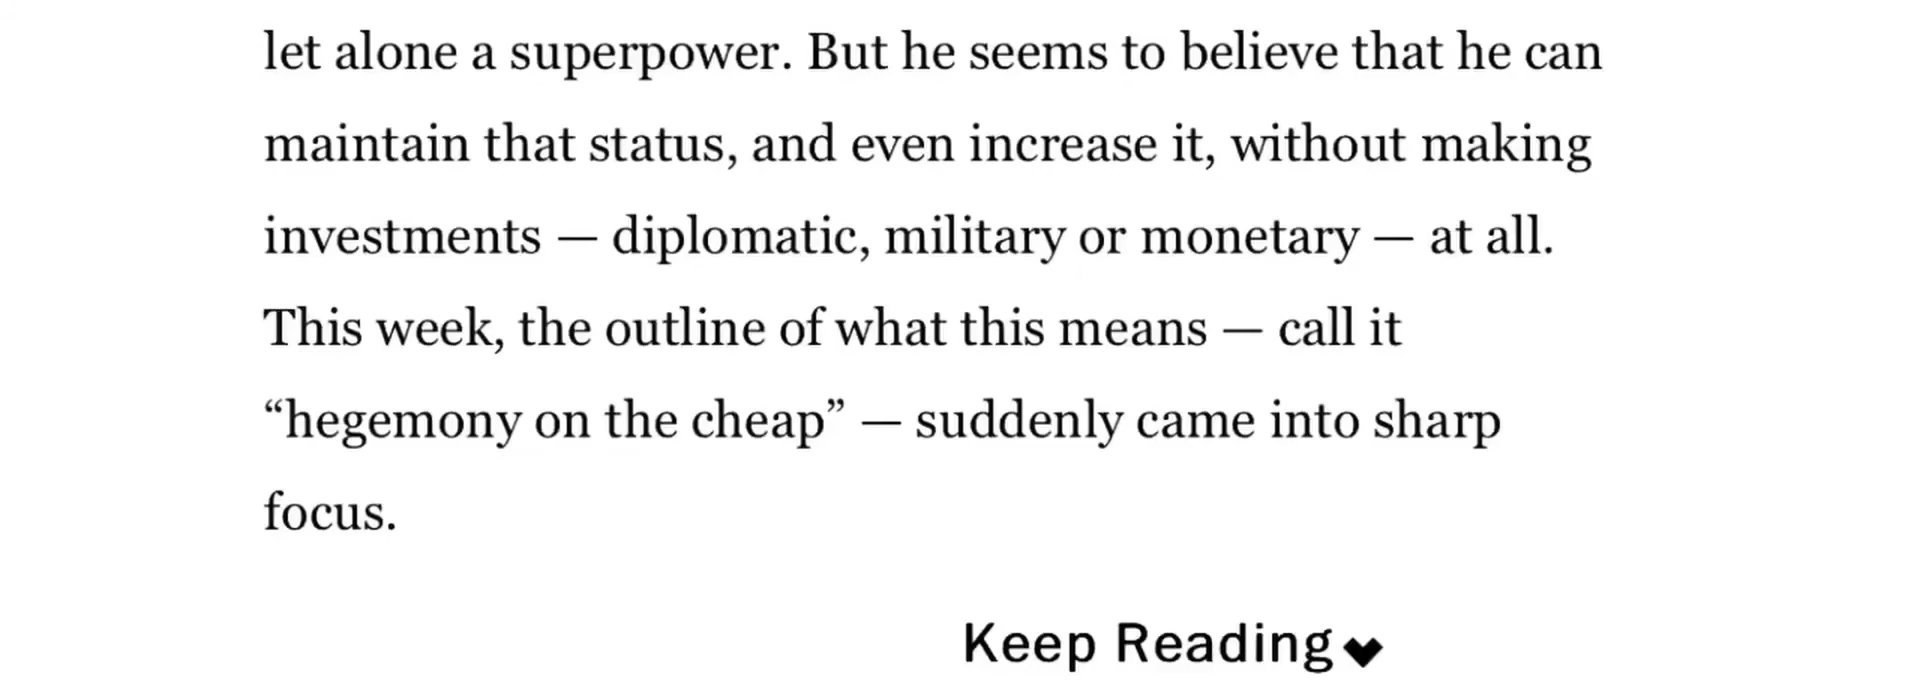 let alone a superpower. But he seems to believe that he can
maintain that status, and even increase it, without making
investments — diplomatic, military or monetary — at all.
This week, the outline of what this means — call it
“hegemony on the cheap” — suddenly came into sharp
focus.
Keep Reading